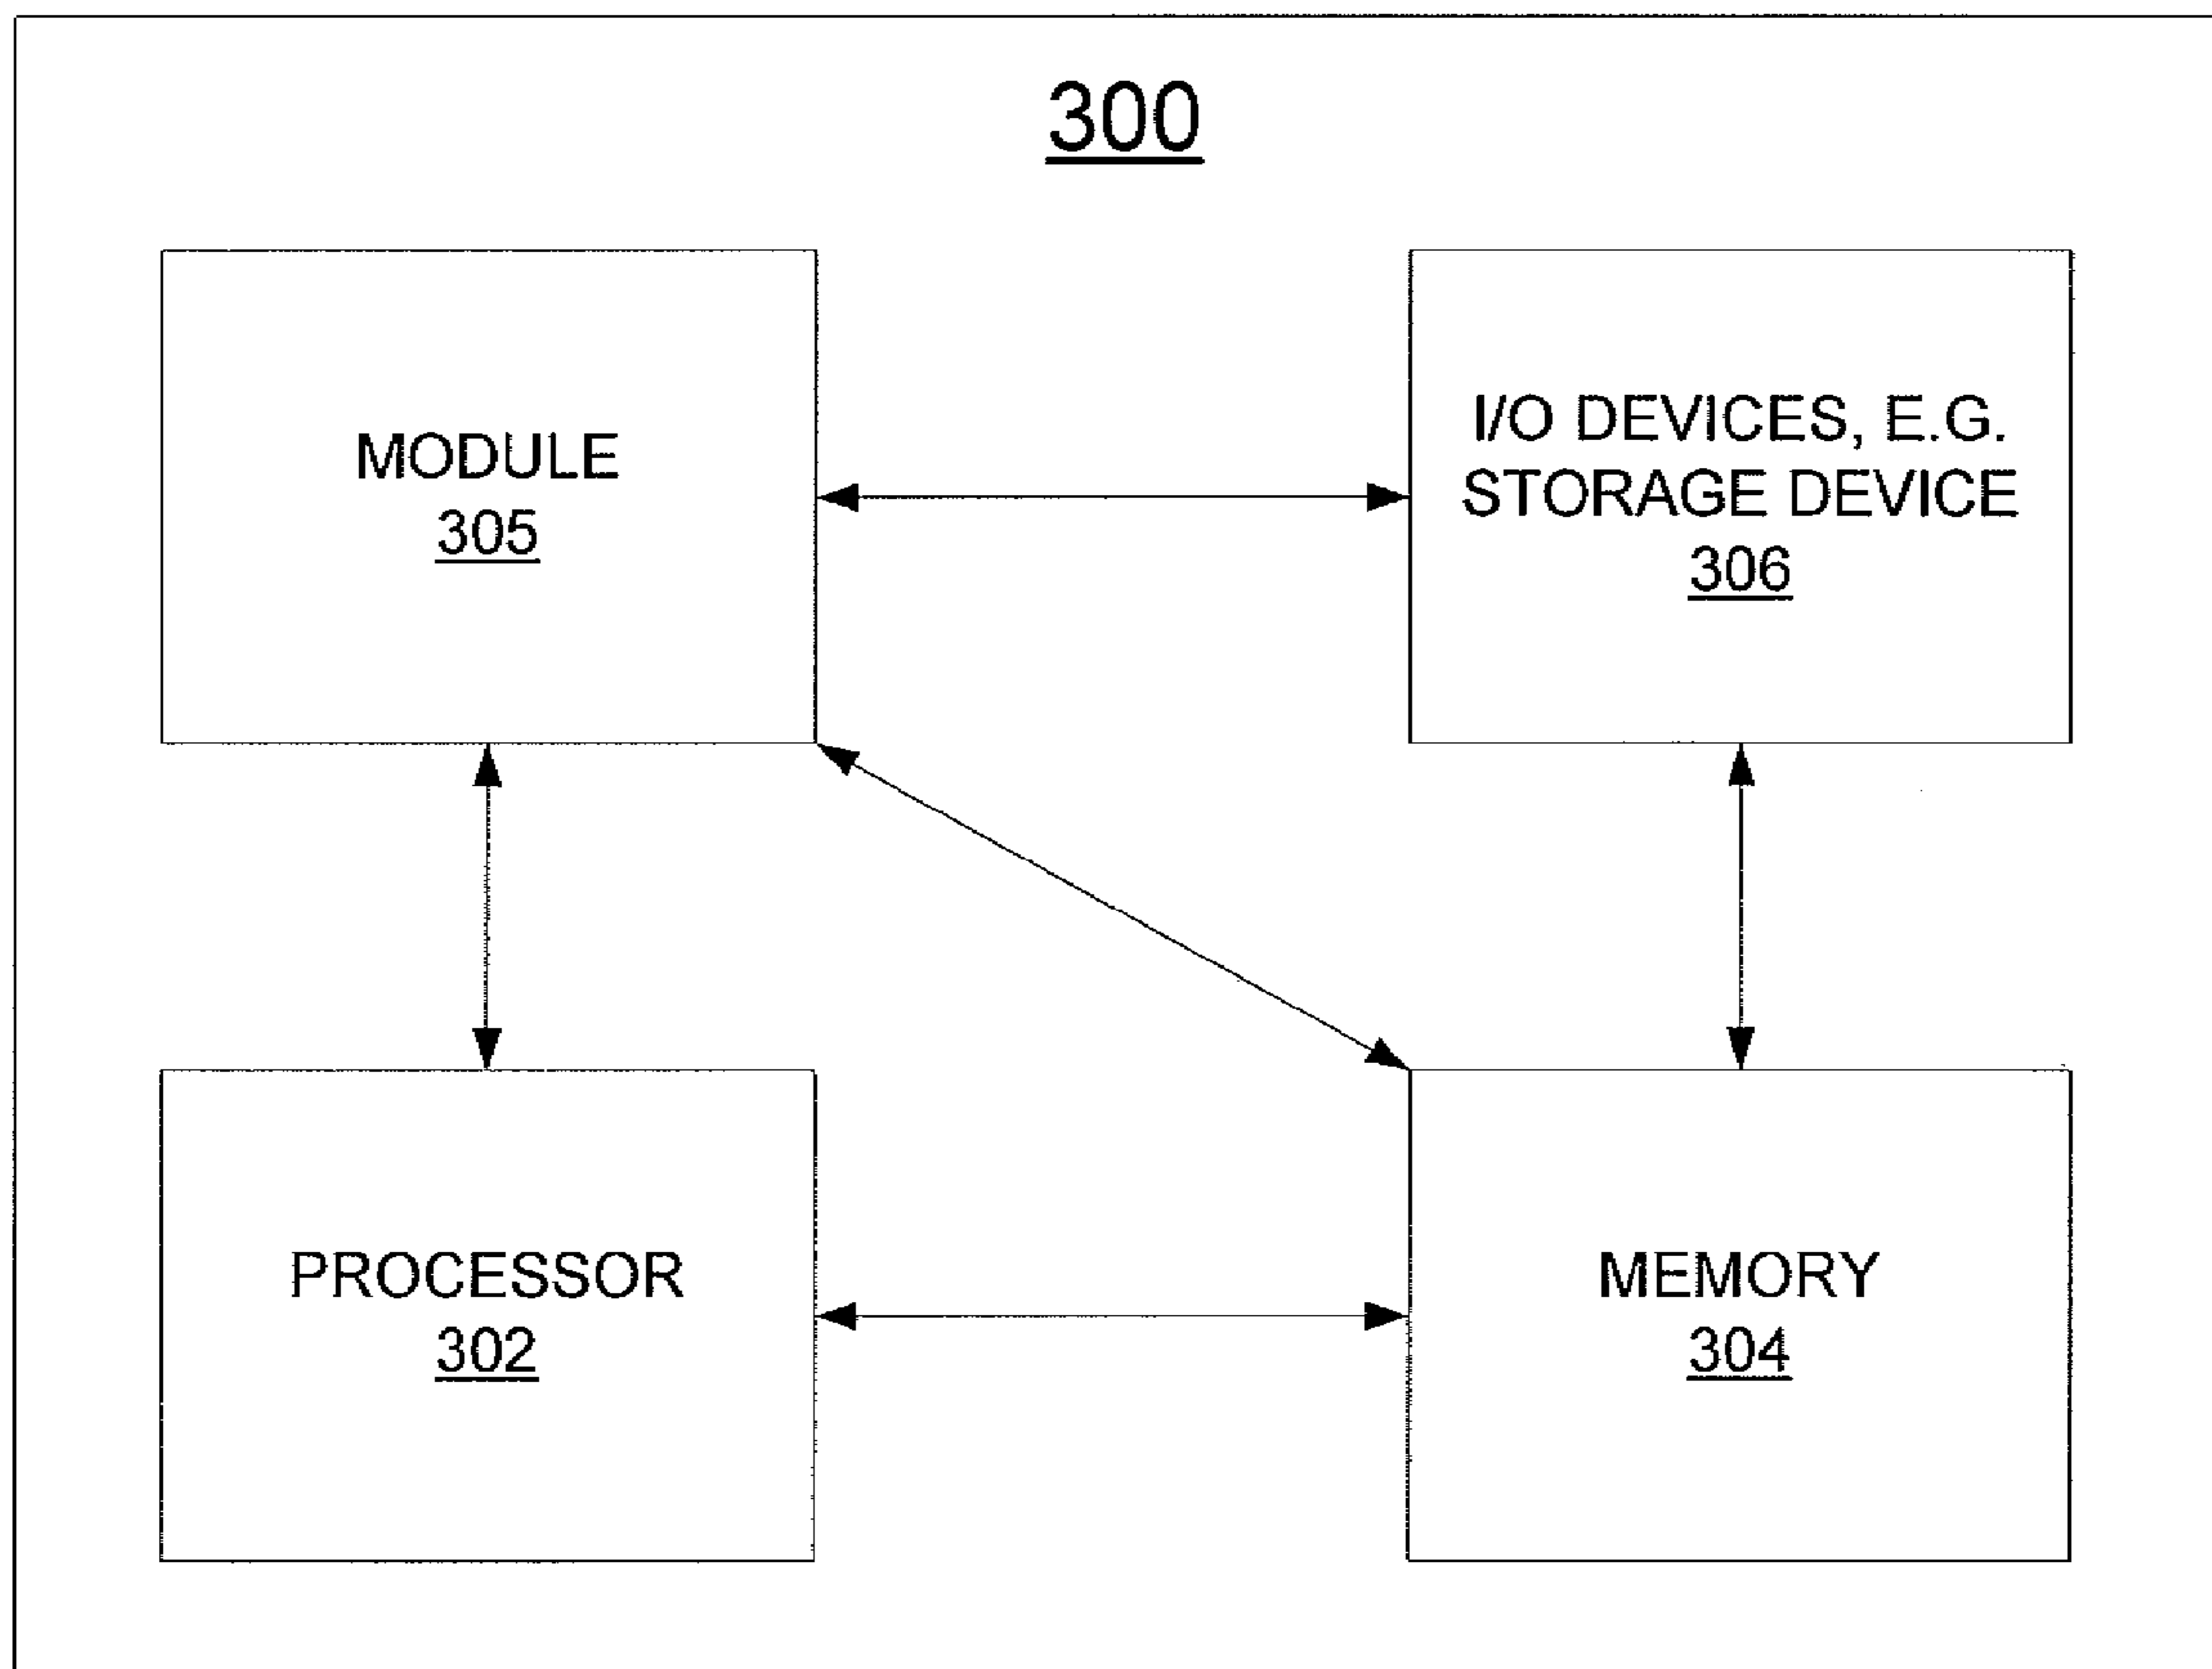 300
MODULE
305
I/O DEVICES, E.G.
STORAGE DEVICE
306
PROCESSOR
302
MEMORY
304